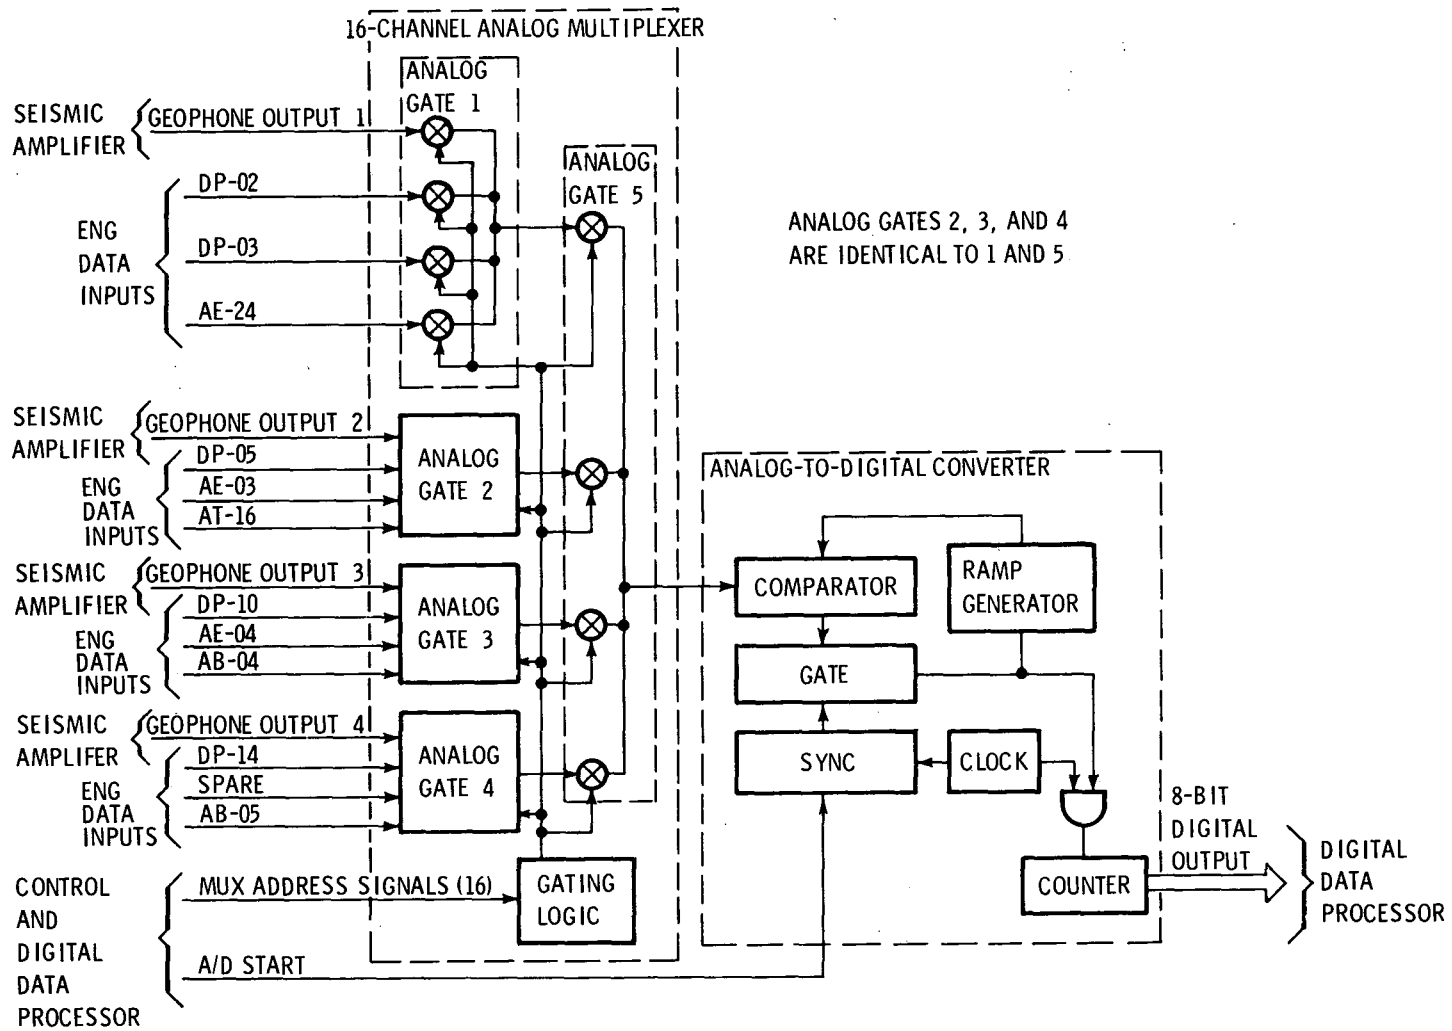 16-CHANNEL ANALOG MULTIPLEXER
ANALOG
GATE 1
SEISMIC
AMPLIFIER
GEOPHONE OUTPUT 1
ENG
DATA
INPUTS
DP-02
DP-03
AE-24
ANALOG
GATE 5
ANALOG GATES 2, 3, AND 4
ARE IDENTICAL TO 1 AND 5
SEISMIC
AMPLIFIER
GEOPHONE OUTPUT 2
ENG
DATA
INPUTS
DP-05
AE-03
AT-16
ANALOG
GATE 2
SEISMIC
AMPLIFIER
GEOPHONE OUTPUT 3
ENG
DATA
INPUTS
DP-10
AE-04
AB-04
ANALOG
GATE 3
SEISMIC
AMPLIFER
GEOPHONE OUTPUT 4
ENG
DATA
INPUTS
DP-14
SPARE
AB-05
ANALOG
GATE 4
CONTROL
AND
DIGITAL
DATA
PROCESSOR
MUX ADDRESS SIGNALS (16)
A/D START
GATING
LOGIC
ANALOG-TO-DIGITAL CONVERTER
COMPARATOR
RAMP
GENERATOR
GATE
SYNC
CLOCK
COUNTER
8-BIT
DIGITAL
OUTPUT
DIGITAL
DATA
PROCESSOR